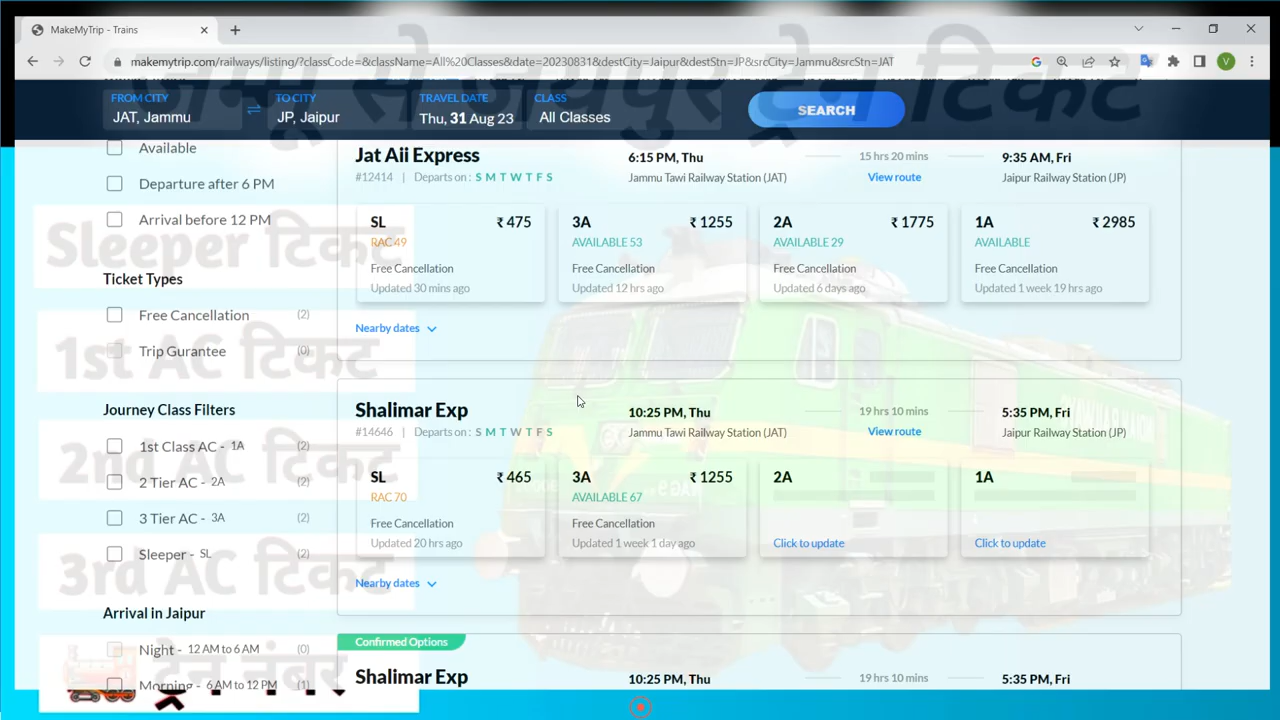 MakeMyTrip - Trains
makemytrip.com/railways/listing/?classCode=&className=All%20Classes&date=20230831&destCity=Jaipur&destStn=JP&srcCity=Jammu&srcStn=JAT
जम्मू से जयपुर ट्रेन टिकट
FROM CITY TO CITY TRAVEL DATE CLASS
JAT, Jammu JP, Jaipur Thu, 31 Aug 23 All Classes SEARCH
Available
Departure after 6 PM
Arrival before 12 PM
Sleeper टिकट
Ticket Types
Free Cancellation (2)
Trip Gurantee (0)
1st AC टिकट
Journey Class Filters
1st Class AC - 1A (2)
2nd AC टिकट
2 Tier AC - 2A (2)
3 Tier AC - 3A (2)
Sleeper - SL (2)
3rd AC टिकट
Arrival in Jaipur
Night - 12 AM to 6 AM (0)
ट्रेन नंबर
Morning - 6 AM to 12 PM (1)
Jat Aii Express 6:15 PM, Thu 15 hrs 20 mins 9:35 AM, Fri
#12414 | Departs on : S M T W T F S Jammu Tawi Railway Station (JAT) View route Jaipur Railway Station (JP)
SL ₹ 475 3A ₹ 1255 2A ₹ 1775 1A ₹ 2985
RAC 49 AVAILABLE 53 AVAILABLE 29 AVAILABLE
Free Cancellation Free Cancellation Free Cancellation Free Cancellation
Updated 30 mins ago Updated 12 hrs ago Updated 6 days ago Updated 1 week 19 hrs ago
Nearby dates
Shalimar Exp 10:25 PM, Thu 19 hrs 10 mins 5:35 PM, Fri
#14646 | Departs on : S M T W T F S Jammu Tawi Railway Station (JAT) View route Jaipur Railway Station (JP)
SL ₹ 465 3A ₹ 1255 2A 1A
RAC 70 AVAILABLE 67
Free Cancellation Free Cancellation
Updated 20 hrs ago Updated 1 week 1 day ago Click to update Click to update
Nearby dates
Confirmed Options
Shalimar Exp 10:25 PM, Thu 19 hrs 10 mins 5:35 PM, Fri